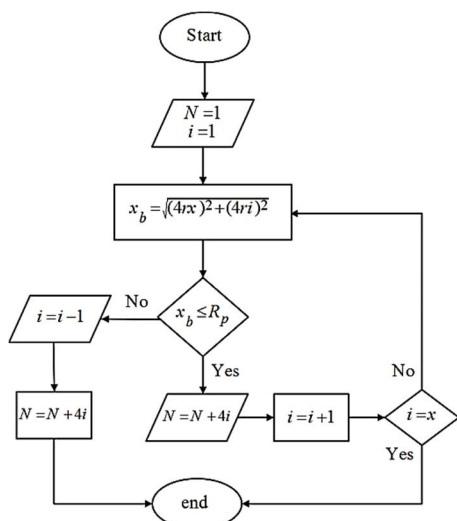 Start
N=1
i=1
x_b=√(4rx)²+(4ri)²
No
i=i−1
x_b≤R_p
Yes
No
N=N+4i
N=N+4i
i=i+1
i=x
Yes
end